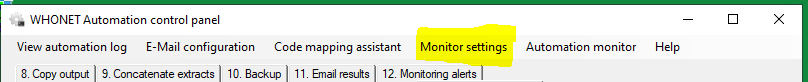 WHONET Automation control panel
View automation log E-Mail configuration Code mapping assistant Monitor settings Automation monitor Help
8. Copy output 9. Concatenate extracts 10. Backup 11. Email results 12. Monitoring alerts